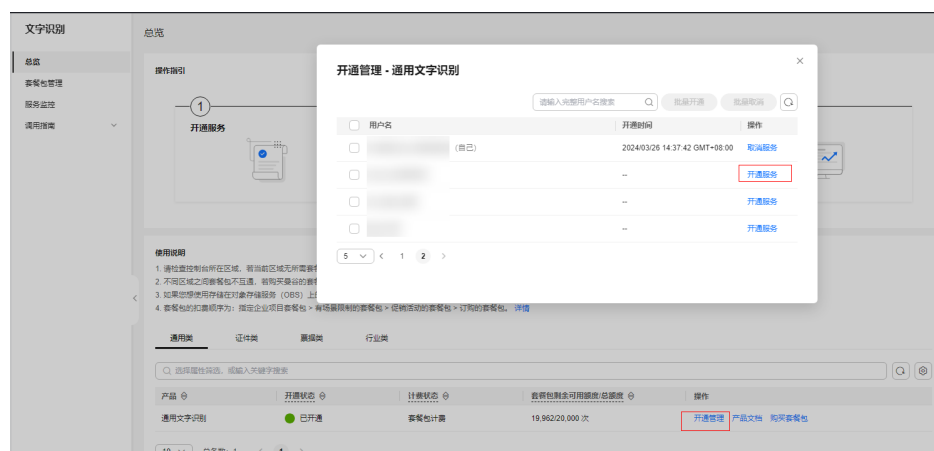 文字识别
总览
总览
套餐包管理
服务监控
调用指南
操作指引
1
开通服务
开通管理 - 通用文字识别
请输入完整用户名搜索
批量开通
批量取消
用户名
开通时间
操作
(自己)
2024/03/26 14:37:42 GMT+08:00
取消服务
--
开通服务
--
开通服务
--
开通服务
5
1
2
使用说明
1. 请检查控制台所在区域，若当前区域无所需套
2. 不同区域之间套餐包不互通，若购买曼谷的套
3. 如果您想使用存储在对象存储服务（OBS）上
4. 套餐包的扣费顺序为：指定企业项目套餐包 > 有场景限制的套餐包 > 促销活动的套餐包 > 订购的套餐包。 详情
通用类
证件类
票据类
行业类
选择属性筛选，或输入关键字搜索
产品
开通状态
计费状态
套餐包剩余可用额度/总额度
操作
通用文字识别
已开通
套餐包计费
19,962/20,000 次
开通管理
产品文档
购买套餐包